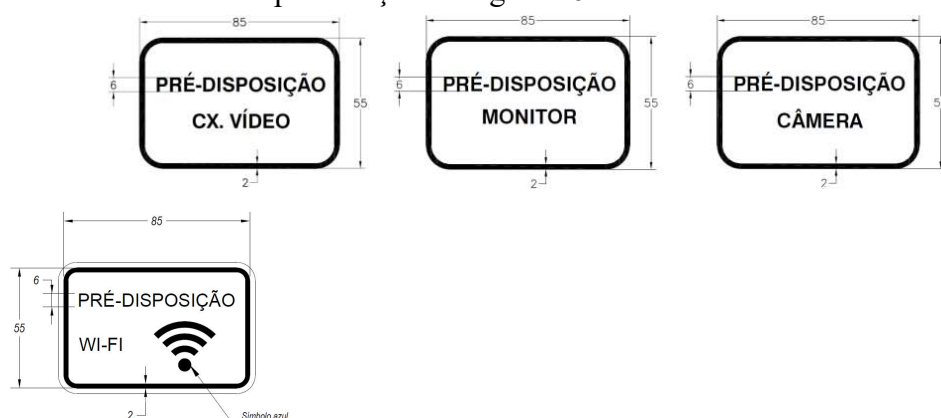 85
85
85
6
PRÉ-DISPOSIÇÃO
CX. VÍDEO
55
2
6
PRÉ-DISPOSIÇÃO
MONITOR
55
2
6
PRÉ-DISPOSIÇÃO
CÂMERA
2
85
6
PRÉ-DISPOSIÇÃO
WI-FI
55
2
Símbolo azul